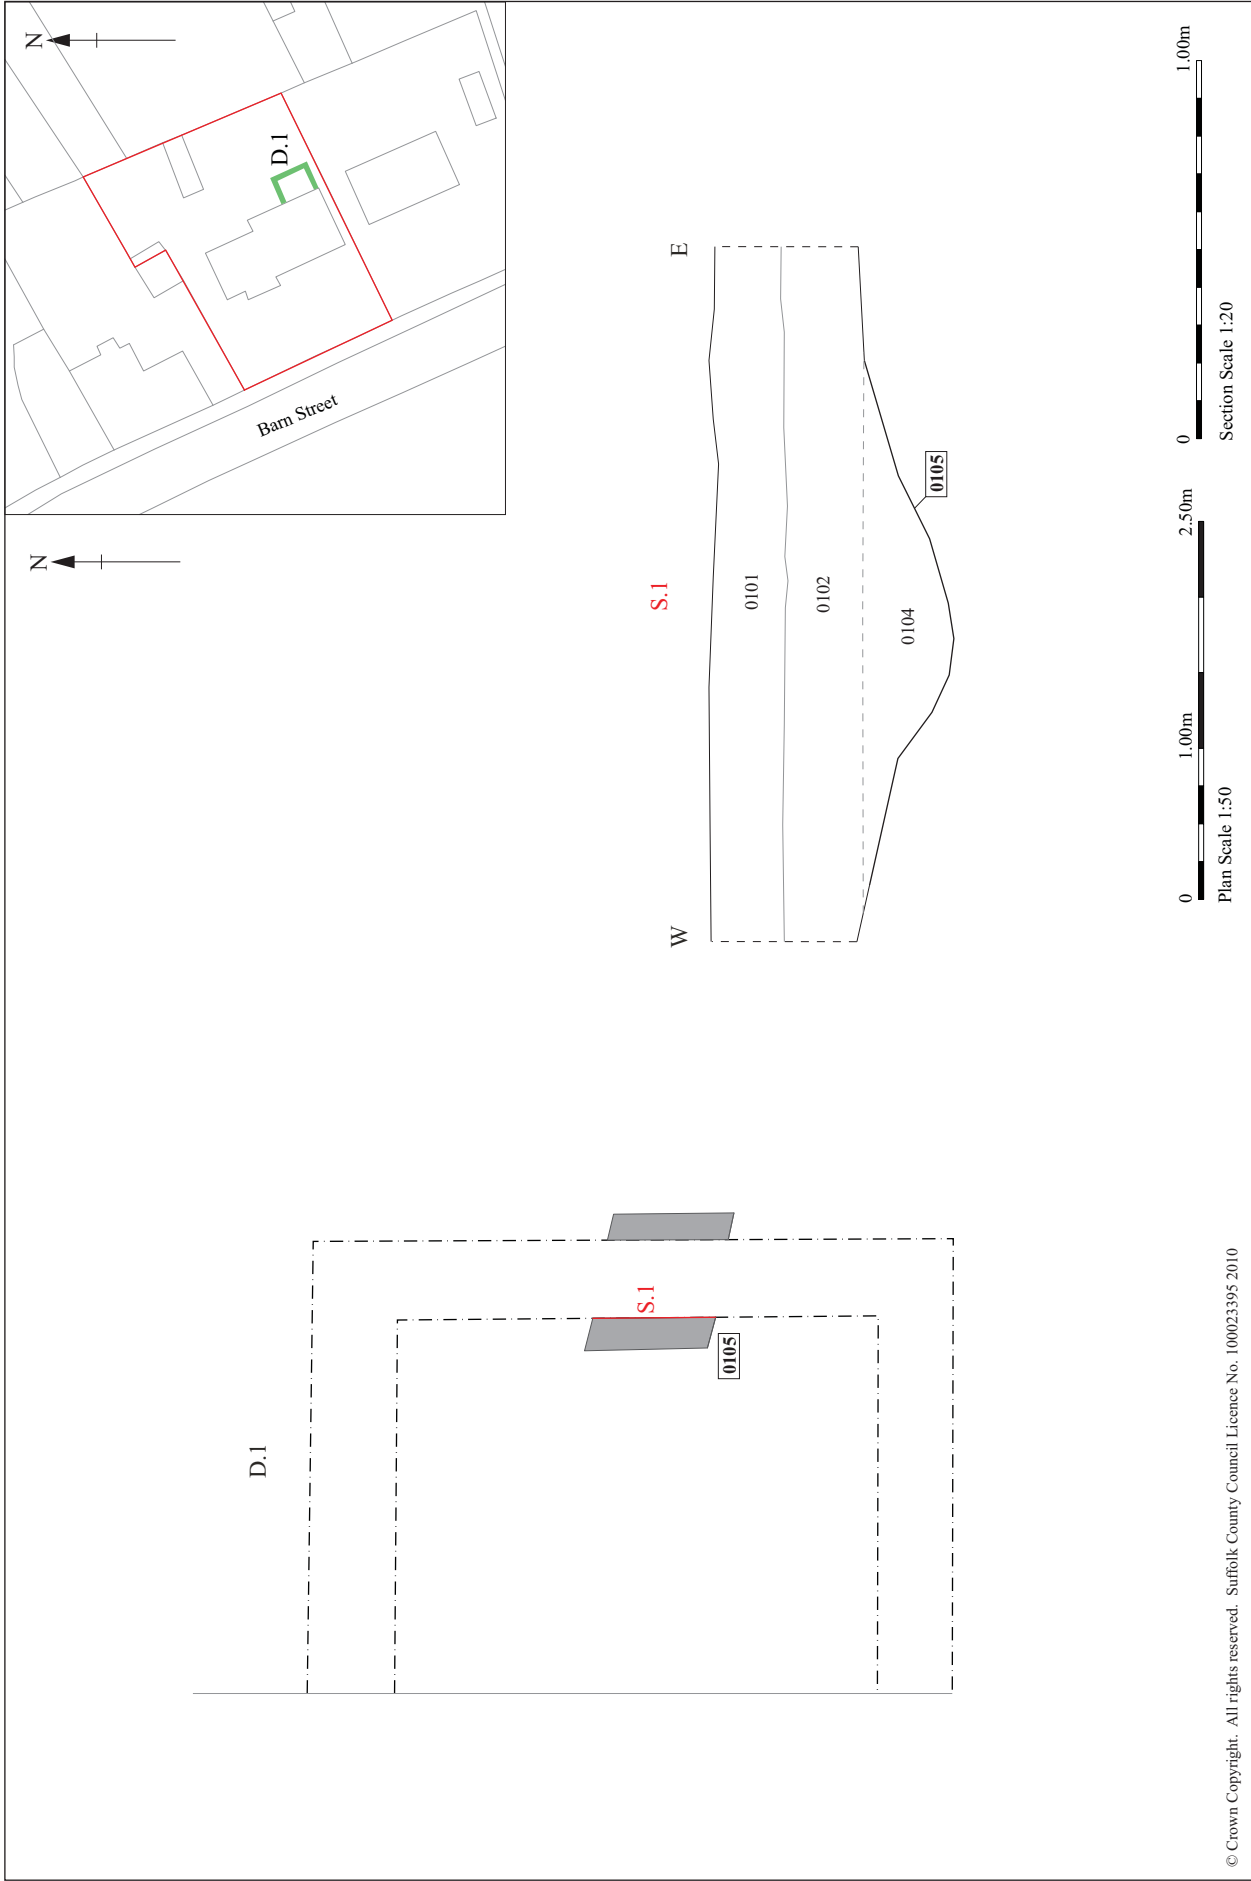 N
D.1
Barn Street
N
S.1
W
E
0101
0102
0104
0105
D.1
S.1
0105
0
1.00m
2.50m
Plan Scale 1:50
0
1.00m
Section Scale 1:20
© Crown Copyright. All rights reserved. Suffolk County Council Licence No. 100023395 2010